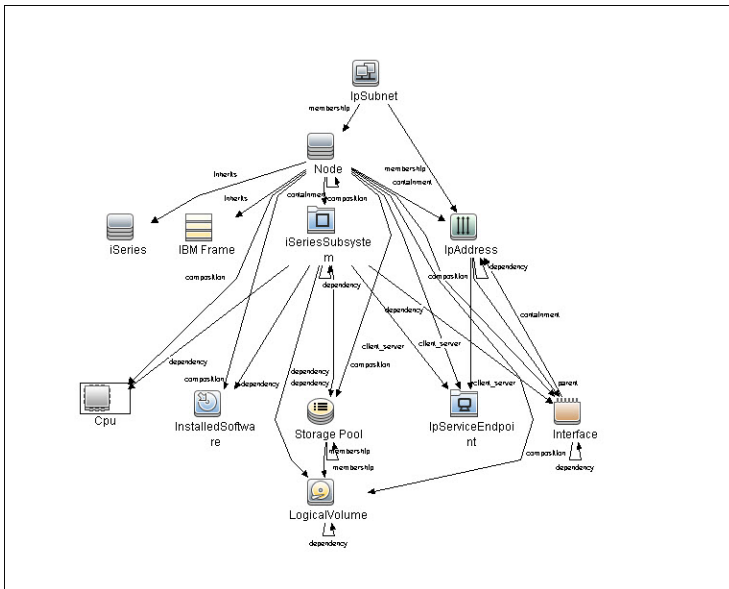 IpSubnet
membership
Node
membership
Inherits
containment
Inherits
containment
composition
iSeries
IBM Frame
iSeriesSubsyste
m
IpAddress
dependency
composition
composition
dependency
dependency
containment
client_server
client_server
dependency
dependency
composition
parent
composition
dependency
dependency
client_server
Cpu
InstalledSoftwa
re
Storage Pool
IpServiceEndpoi
nt
Interface
membership
composition
membership
dependency
LogicalVolume
dependency